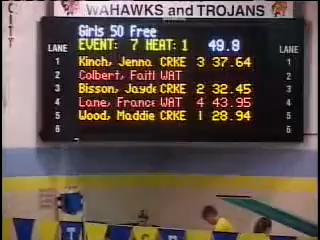 WAHAWKS and TROJANS
Girls 50 Free
EVENT: 7 HEAT: 1 49.8
LANE LANE
1 Kinch, Jenna CRKE 3 37.64 1
2 Colbert, Faitl WAT 2
3 Bisson, Jayde CRKE 2 32.45 3
4 Lane, France WAT 4 43.95 4
5 Wood, Maddie CRKE 1 28.94 5
6 6